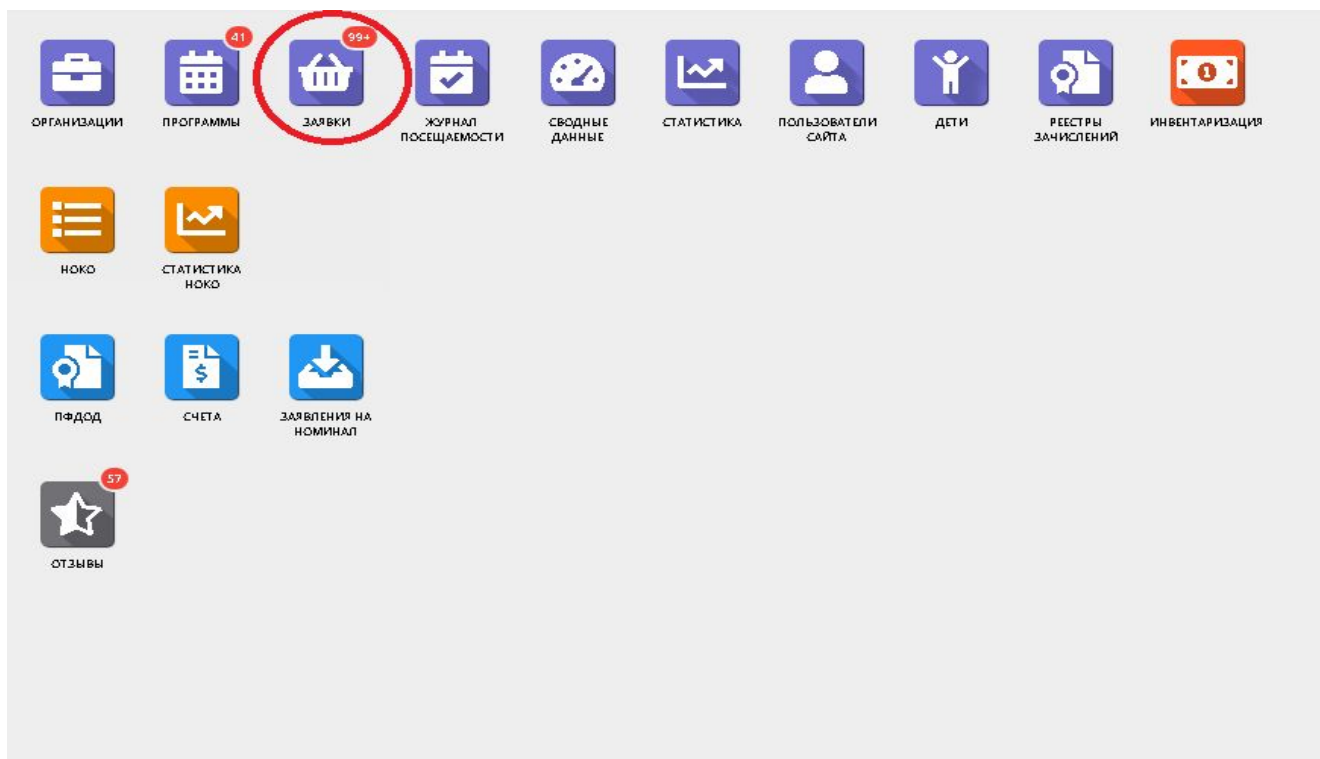 41
99+
ОРГАНИЗАЦИИ
ПРОГРАММЫ
ЗАЯВКИ
ЖУРНАЛ
ПОСЕЩАЕМОСТИ
СВОДНЫЕ
ДАННЫЕ
СТАТИСТИКА
ПОЛЬЗОВАТЕЛИ
САЙТА
ДЕТИ
РЕЕСТРЫ
ЗАЧИСЛЕНИЙ
1
ИНВЕНТАРИЗАЦИЯ
НОКО
СТАТИСТИКА
НОКО
ПФДОД
$
СЧЕТА
ЗАЯВЛЕНИЯ НА
НОМИНАЛ
57
ОТЗЫВЫ